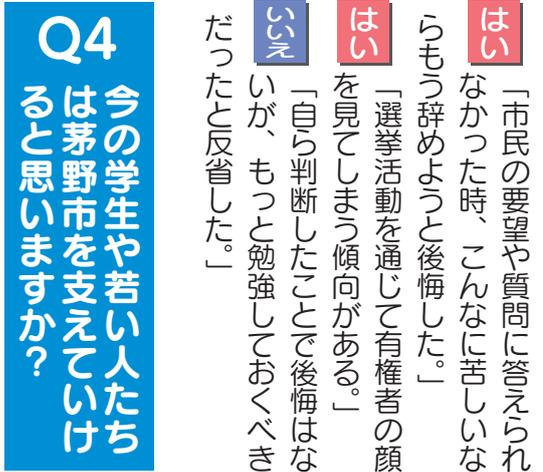 はい
「市民の要望や質問に答えられ
なかった時、こんなに苦しいな
らもう辞めようと後悔した。」
はい
「選挙活動を通じて有権者の顔
を見てしまう傾向がある。」
いいえ
「自ら判断したことで後悔はな
いが、もっと勉強しておくべき
だったと反省した。」
Q4
今の学生や若い人たち
は茅野市を支えていけ
ると思いますか?